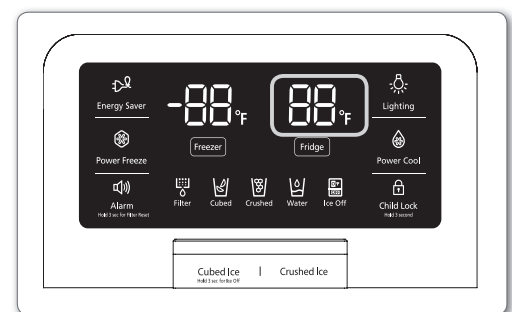 Energy Saver
-88°F
88°F
Lighting
Power Freeze
Freezer
Fridge
Power Cool
Alarm
Hold 3 sec for Filter Reset
Filter
Cubed
Crushed
Water
Ice Off
Child Lock
Hold 3 second
Cubed Ice | Crushed Ice
Hold 3 sec for Ice Off